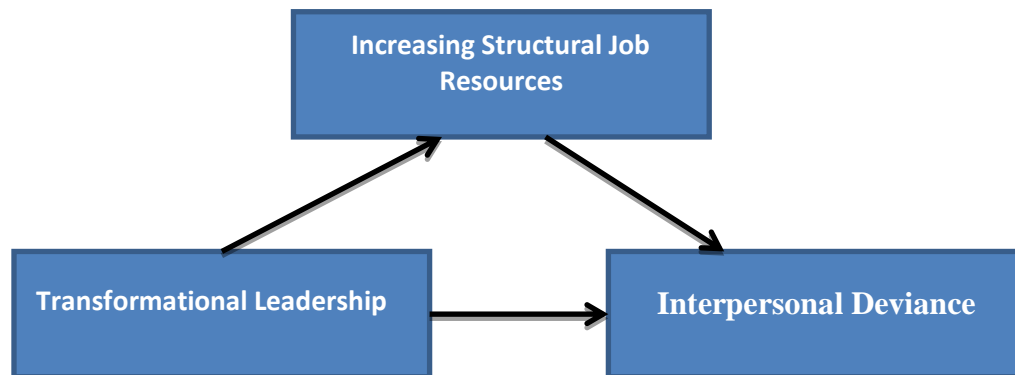 Increasing Structural Job
Resources
Transformational Leadership
Interpersonal Deviance